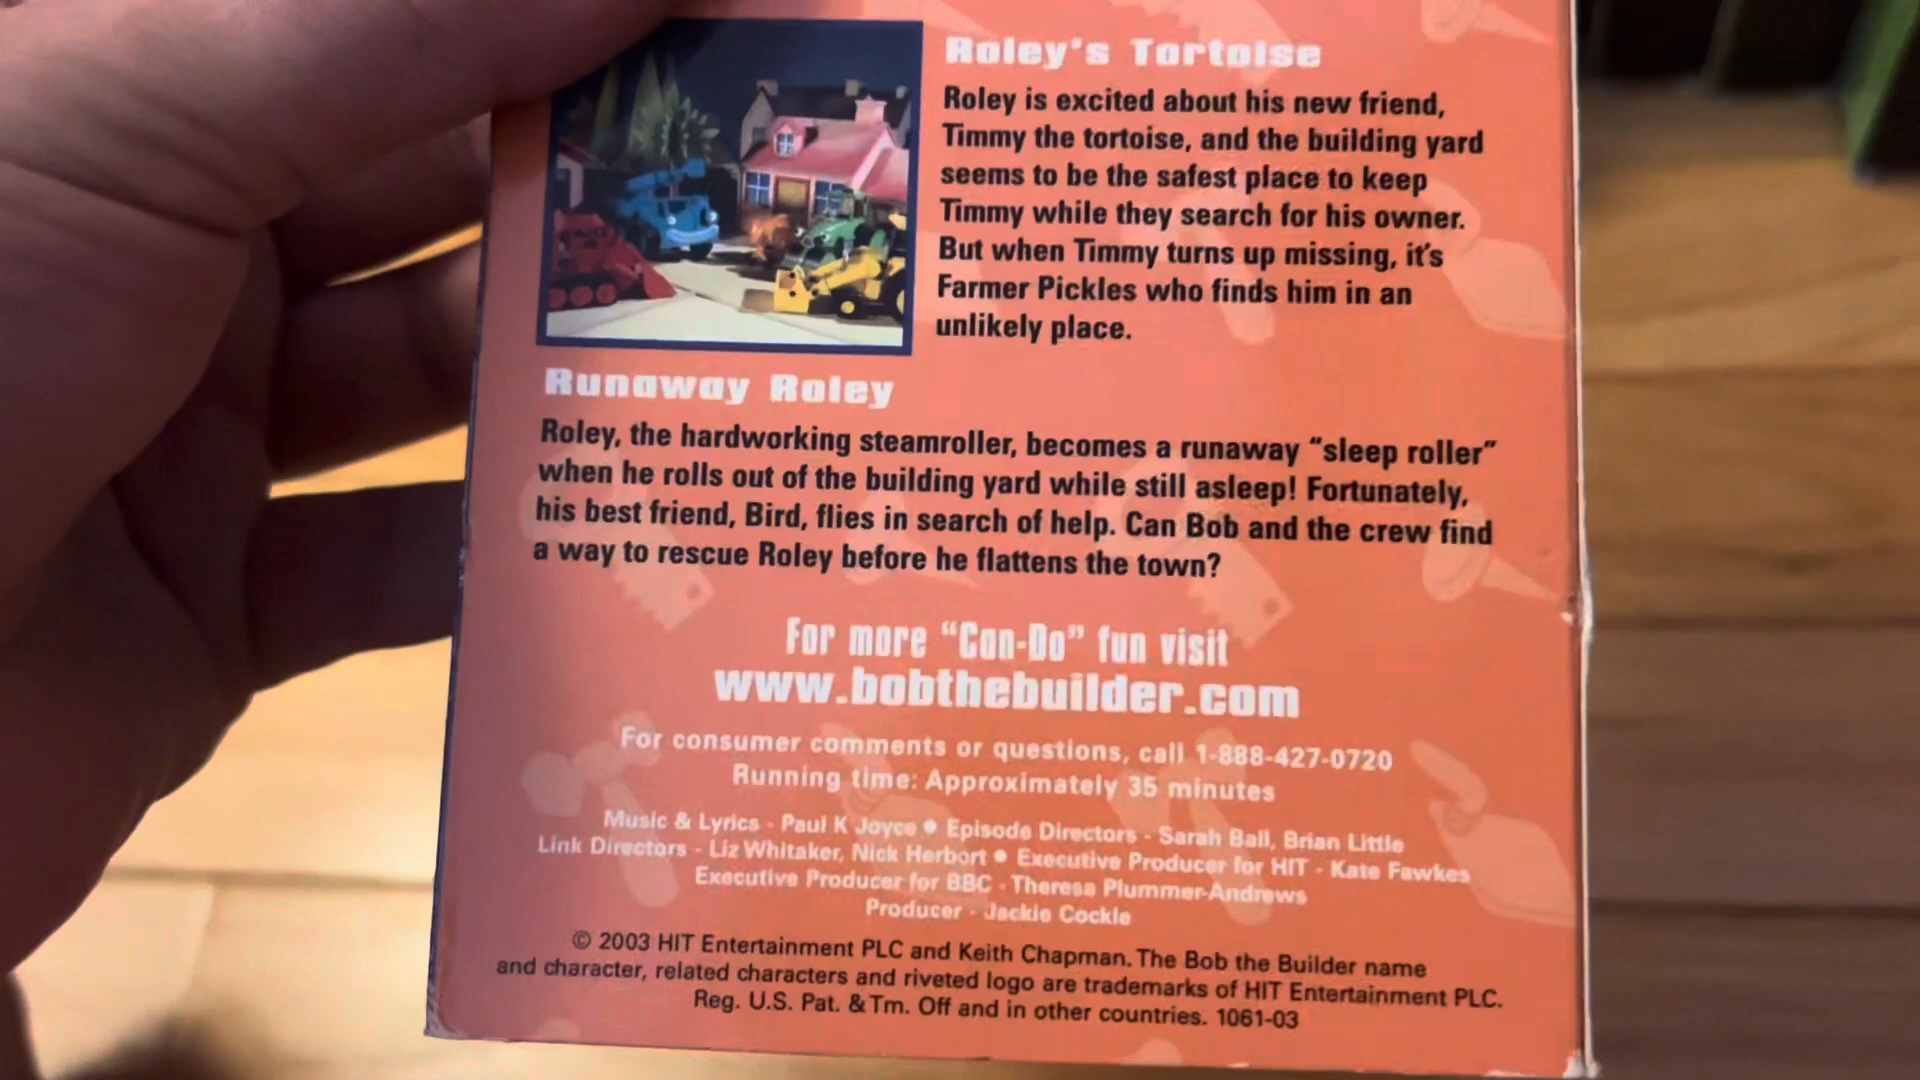 Roley's Tortoise
Roley is excited about his new friend,
Timmy the tortoise, and the building yard
seems to be the safest place to keep
Timmy while they search for his owner.
But when Timmy turns up missing, it's
Farmer Pickles who finds him in an
unlikely place.
Runaway Roley
Roley, the hardworking steamroller, becomes a runaway "sleep roller"
when he rolls out of the building yard while still asleep! Fortunately,
his best friend, Bird, flies in search of help. Can Bob and the crew find
a way to rescue Roley before he flattens the town?
For more "Can-Do" fun visit
www.bobthebuilder.com
For consumer comments or questions, call 1-888-427-0720
Running time: Approximately 35 minutes
Music & Lyrics - Paul K Joyce • Episode Directors - Sarah Ball, Brian Little
Link Directors - Liz Whitaker, Nick Herbort • Executive Producer for HIT - Kate Fawkes
Executive Producer for BBC - Theresa Plummer-Andrews
Producer - Jackie Cockle
© 2003 HIT Entertainment PLC and Keith Chapman. The Bob the Builder name
and character, related characters and riveted logo are trademarks of HIT Entertainment PLC.
Reg. U.S. Pat. & Tm. Off and in other countries. 1061-03